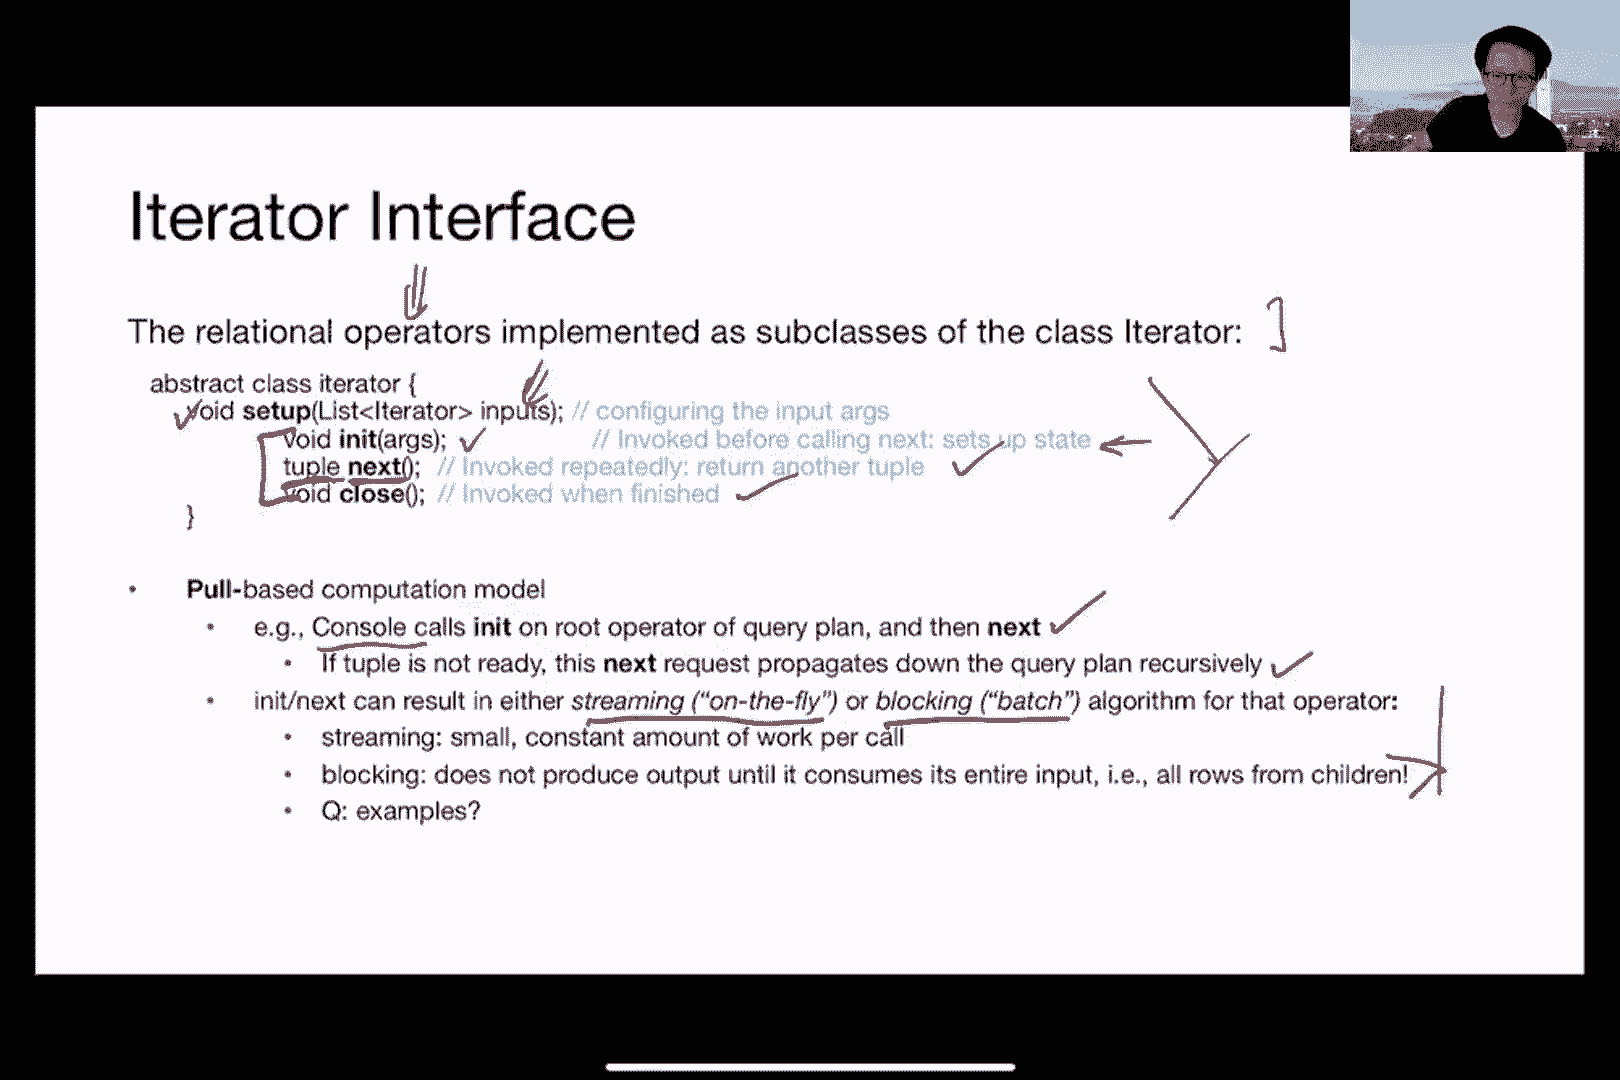 Iterator Interface
The relational operators implemented as subclasses of the class Iterator:
abstract class iterator {
void setup(List<Iterator> inputs); // configuring the input args
void init(args); // Invoked before calling next: sets up state
tuple next(); // Invoked repeatedly: return another tuple
void close(); // Invoked when finished
}
• Pull-based computation model
• e.g., Console calls init on root operator of query plan, and then next
• If tuple is not ready, this next request propagates down the query plan recursively
• init/next can result in either streaming (“on-the-fly”) or blocking (“batch”) algorithm for that operator:
• streaming: small, constant amount of work per call
• blocking: does not produce output until it consumes its entire input, i.e., all rows from children!
• Q: examples?